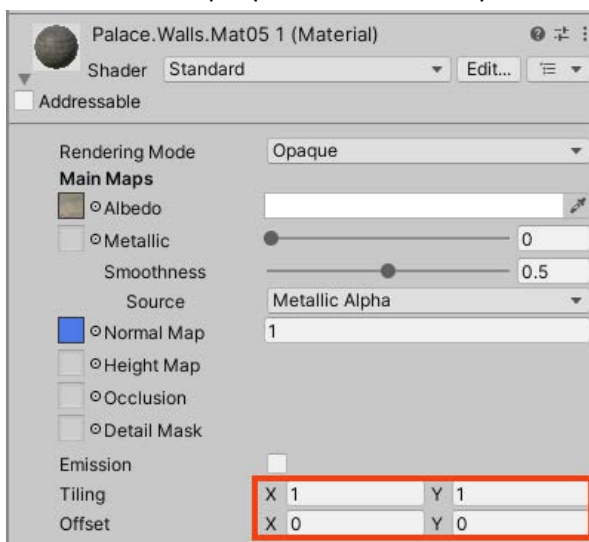 Palace.Walls.Mat05 1 (Material)
Shader Standard Edit...
Addressable
Rendering Mode Opaque
Main Maps
Albedo
Metallic 0
Smoothness 0.5
Source Metallic Alpha
Normal Map 1
Height Map
Occlusion
Detail Mask
Emission
Tiling X 1 Y 1
Offset X 0 Y 0